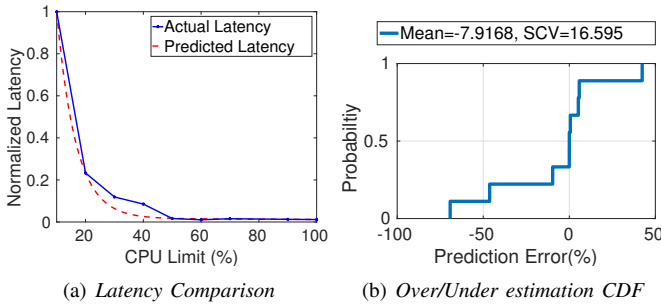 Actual Latency
Predicted Latency
Normalized Latency
1
0.8
0.6
0.4
0.2
0
20 40 60 80 100
CPU Limit (%)
(a) Latency Comparison
Mean=-7.9168, SCV=16.595
Probabiltiy
1
0.5
0
-100 -50 0 50
Prediction Error(%)
(b) Over/Under estimation CDF